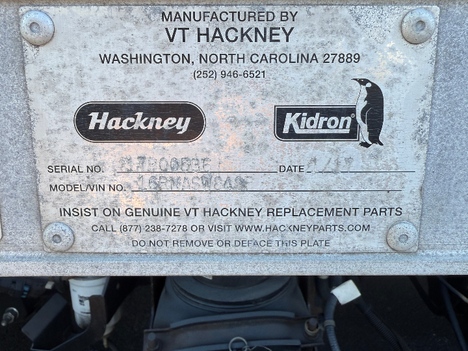 MANUFACTURED BY
VT HACKNEY
WASHINGTON, NORTH CAROLINA 27889
(252) 946-6521
Hackney Kidron
SERIAL NO. DATE
MODEL/VIN NO.
INSIST ON GENUINE VT HACKNEY REPLACEMENT PARTS
CALL (877) 238-7278 OR VISIT WWW.HACKNEYPARTS.COM
DO NOT REMOVE OR DEFACE THIS PLATE